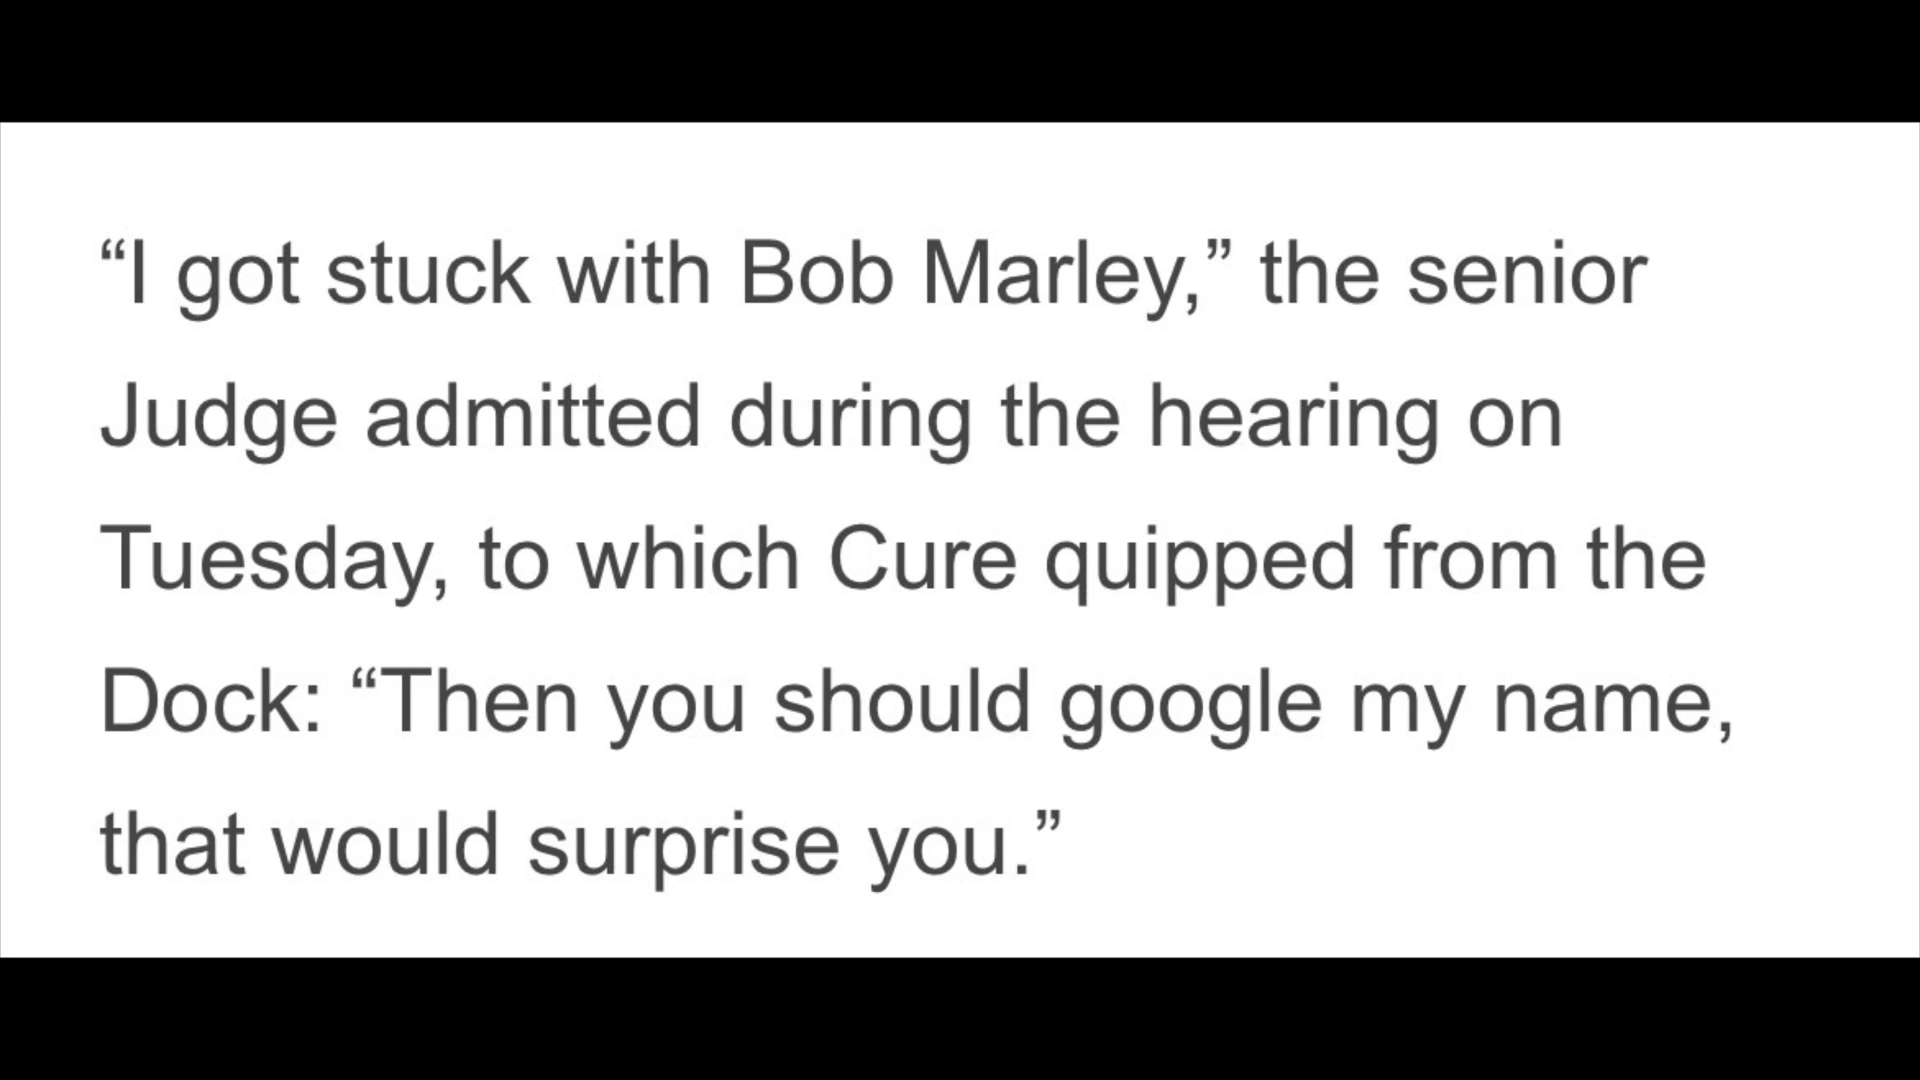 “I got stuck with Bob Marley,” the senior
Judge admitted during the hearing on
Tuesday, to which Cure quipped from the
Dock: “Then you should google my name,
that would surprise you.”